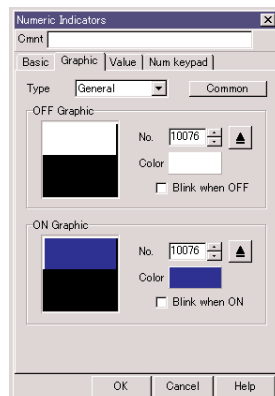 Numeric Indicators
Cmnt
Basic Graphic Value Num keypad
Type General Common
OFF Graphic
No. 10076
Color
Blink when OFF
ON Graphic
No. 10076
Color
Blink when ON
OK Cancel Help